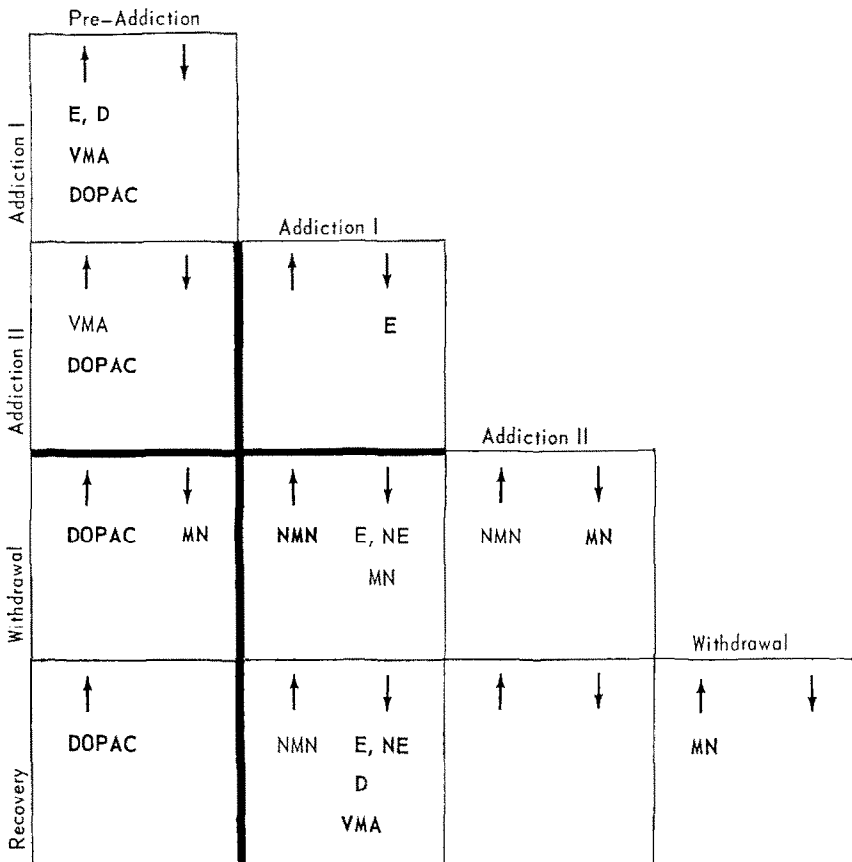 Pre-Addiction
Addiction I
↑ ↓
E, D
VMA
DOPAC
Addiction I
Addiction II
↑ ↓ ↑ ↓
VMA E
DOPAC
Addiction II
Withdrawal
↑ ↓ ↑ ↓ ↑ ↓
DOPAC MN NMN E, NE NMN MN
MN
Withdrawal
Recovery
↑ ↑ ↓ ↑ ↓ ↑ ↓
DOPAC NMN E, NE MN
D
VMA